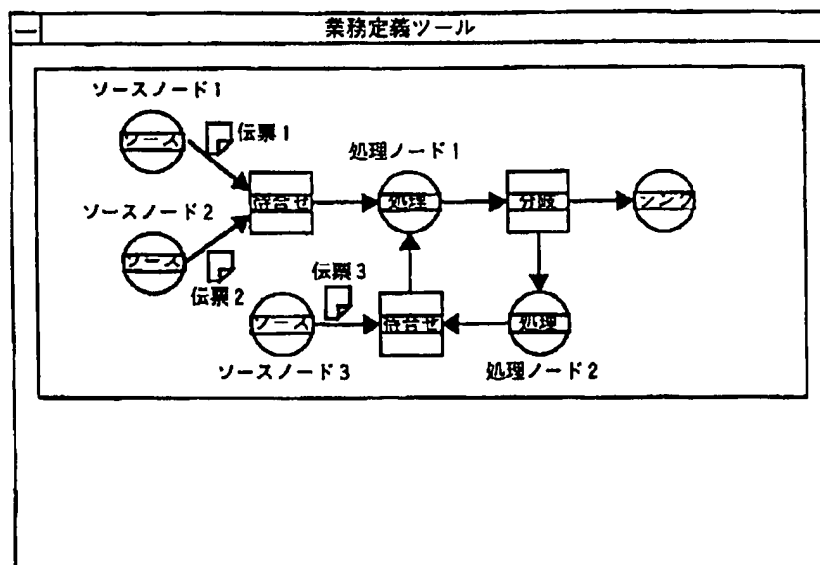 業務定義ツール
ソースノード1
ソース
伝票1
処理ノード1
待合せ
処理
分岐
シンク
ソースノード2
ソース
伝票2
伝票3
ソース
待合せ
処理
ソースノード3
処理ノード2